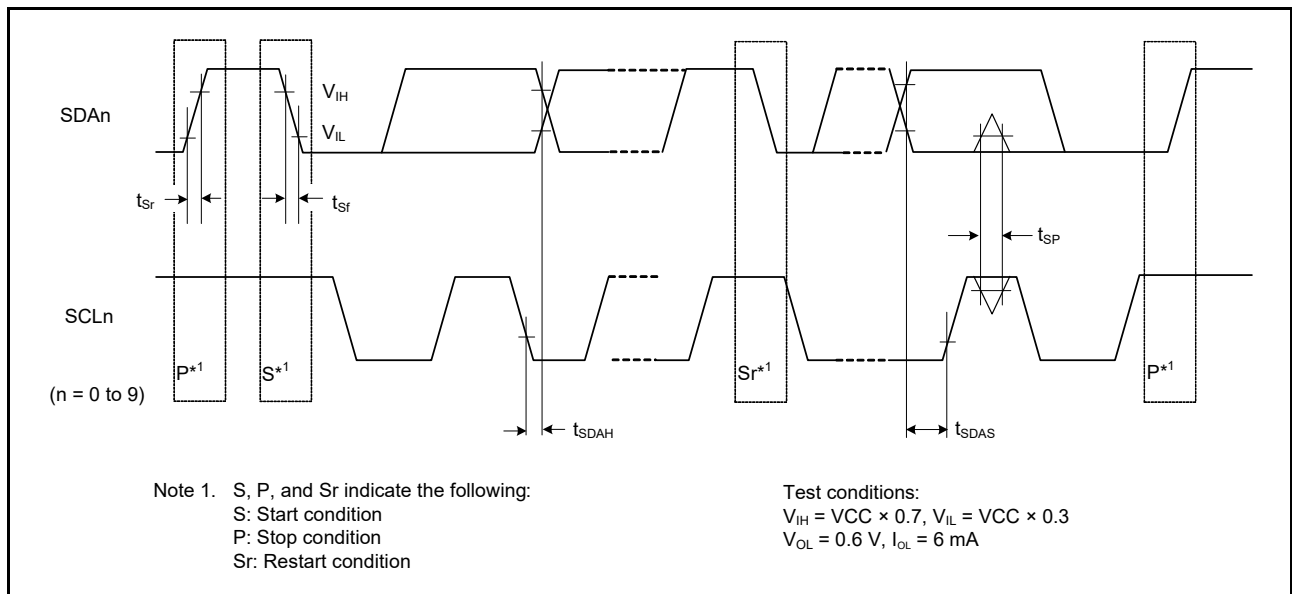 SDAn
V_IH
V_IL
t_Sr
t_Sf
t_SP
SCLn
(n = 0 to 9)
P*1
S*1
Sr*1
P*1
t_SDAH
t_SDAS
Note 1. S, P, and Sr indicate the following:
S: Start condition
P: Stop condition
Sr: Restart condition
Test conditions:
V_IH = VCC × 0.7, V_IL = VCC × 0.3
V_OL = 0.6 V, I_OL = 6 mA